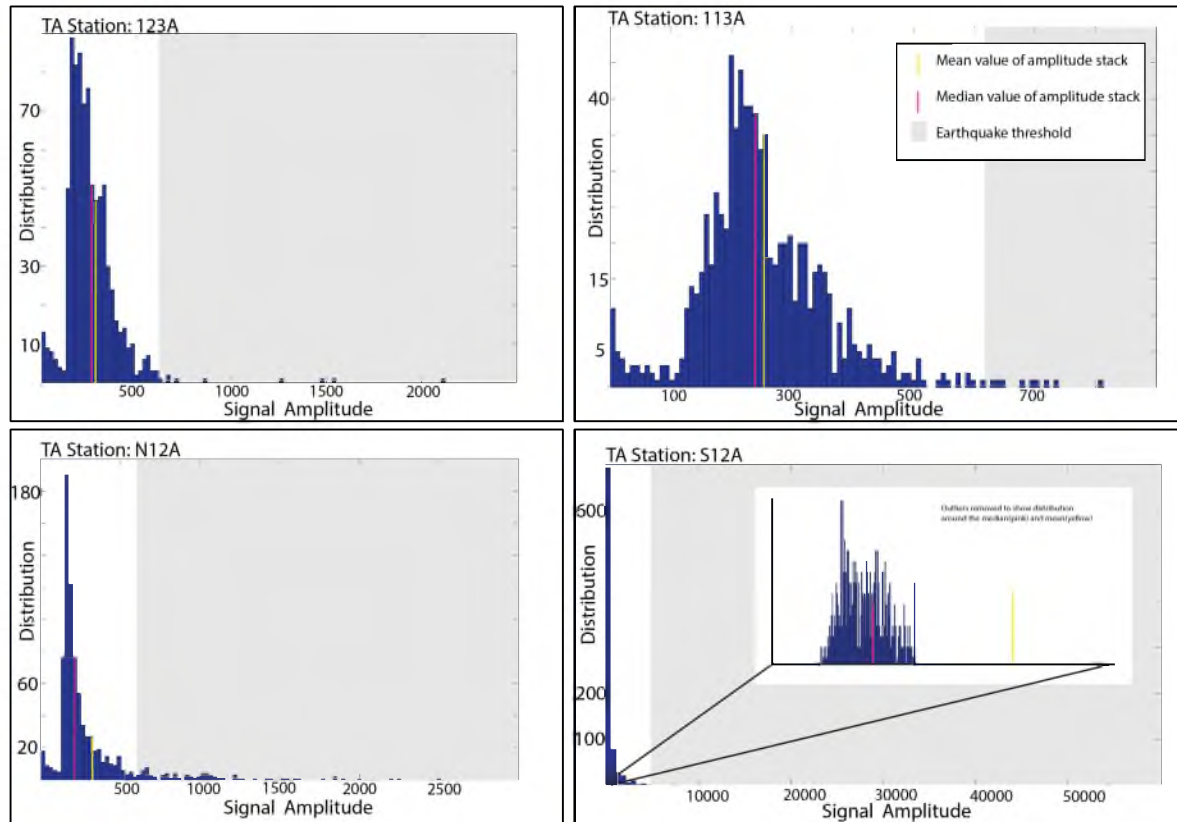 TA Station: 123A
70
30
10
Distribution
500
1000
1500
2000
Signal Amplitude
TA Station: 113A
40
15
5
Distribution
Mean value of amplitude stack
Median value of amplitude stack
Earthquake threshold
100
300
500
700
Signal Amplitude
TA Station: N12A
180
60
20
Distribution
500
1000
1500
2000
2500
Signal Amplitude
TA Station: S12A
600
200
100
Distribution
Outliers removed to show distribution
around the median(pink) and mean(yellow)
10000
20000
30000
40000
50000
Signal Amplitude